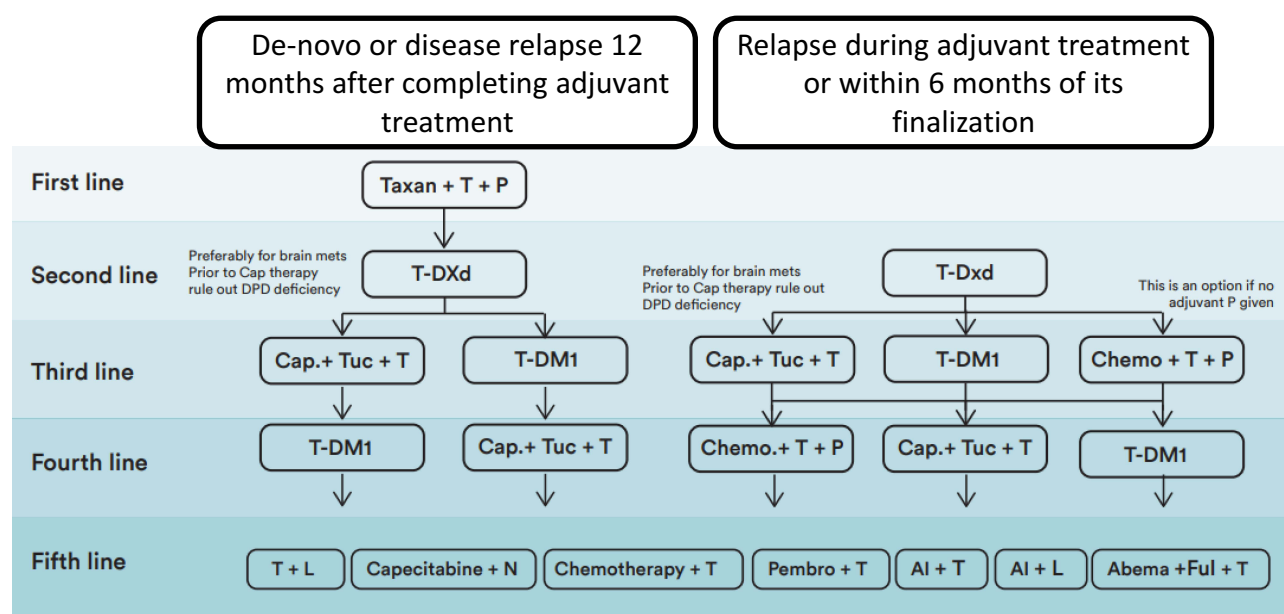 De-novo or disease relapse 12
months after completing adjuvant
treatment
Relapse during adjuvant treatment
or within 6 months of its
finalization
First line
Taxan + T + P
Second line
Preferably for brain mets
Prior to Cap therapy
rule out DPD deficiency
T-DXd
Preferably for brain mets
Prior to Cap therapy rule out
DPD deficiency
T-Dxd
This is an option if no
adjuvant P given
Third line
Cap.+ Tuc + T
T-DM1
Cap.+ Tuc + T
T-DM1
Chemo + T + P
Fourth line
T-DM1
Cap.+ Tuc + T
Chemo.+ T + P
Cap.+ Tuc + T
T-DM1
Fifth line
T + L
Capecitabine + N
Chemotherapy + T
Pembro + T
AI + T
AI + L
Abema +Ful + T